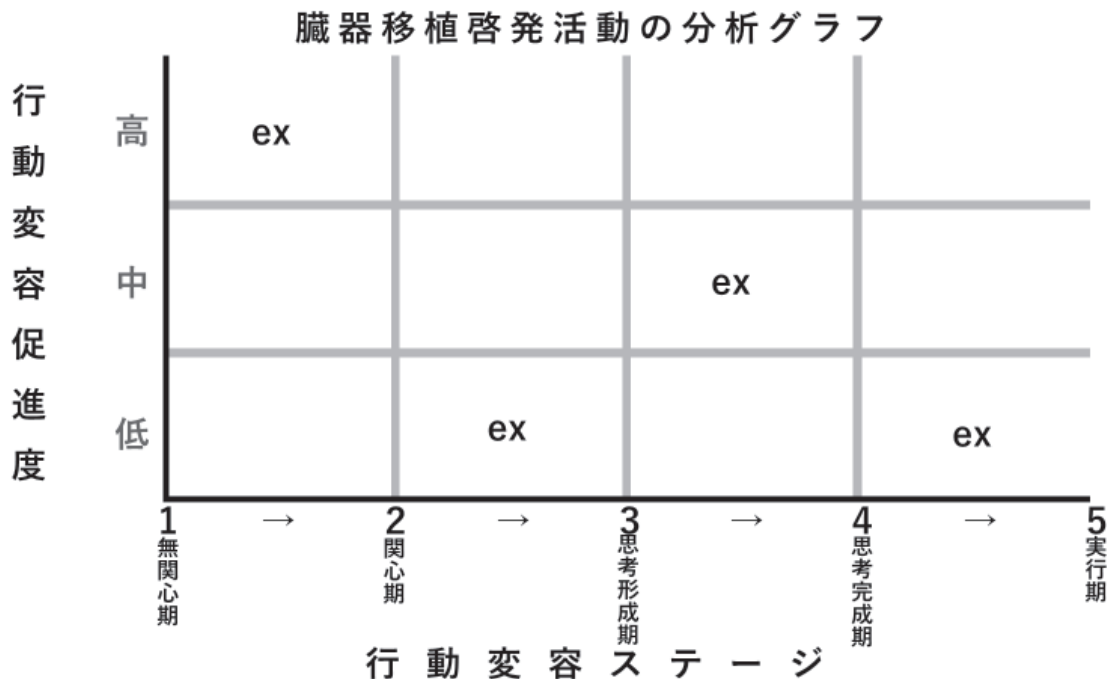 臓器移植啓発活動の分析グラフ
行動変容促進度
高
ex
中
ex
低
ex
ex
1 → 2 → 3 → 4 → 5
無関心期
関心期
思考形成期
思考完成期
実行期
行動変容ステージ